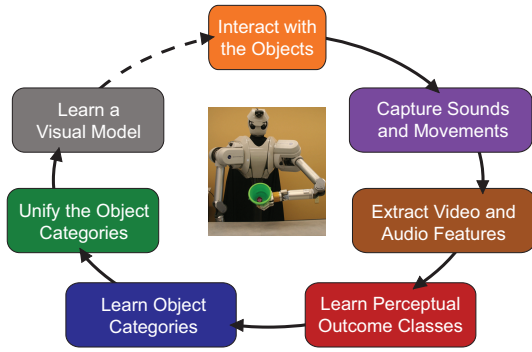 Interact with
the Objects
Capture Sounds
and Movements
Extract Video and
Audio Features
Learn Perceptual
Outcome Classes
Learn Object
Categories
Unify the Object
Categories
Learn a
Visual Model